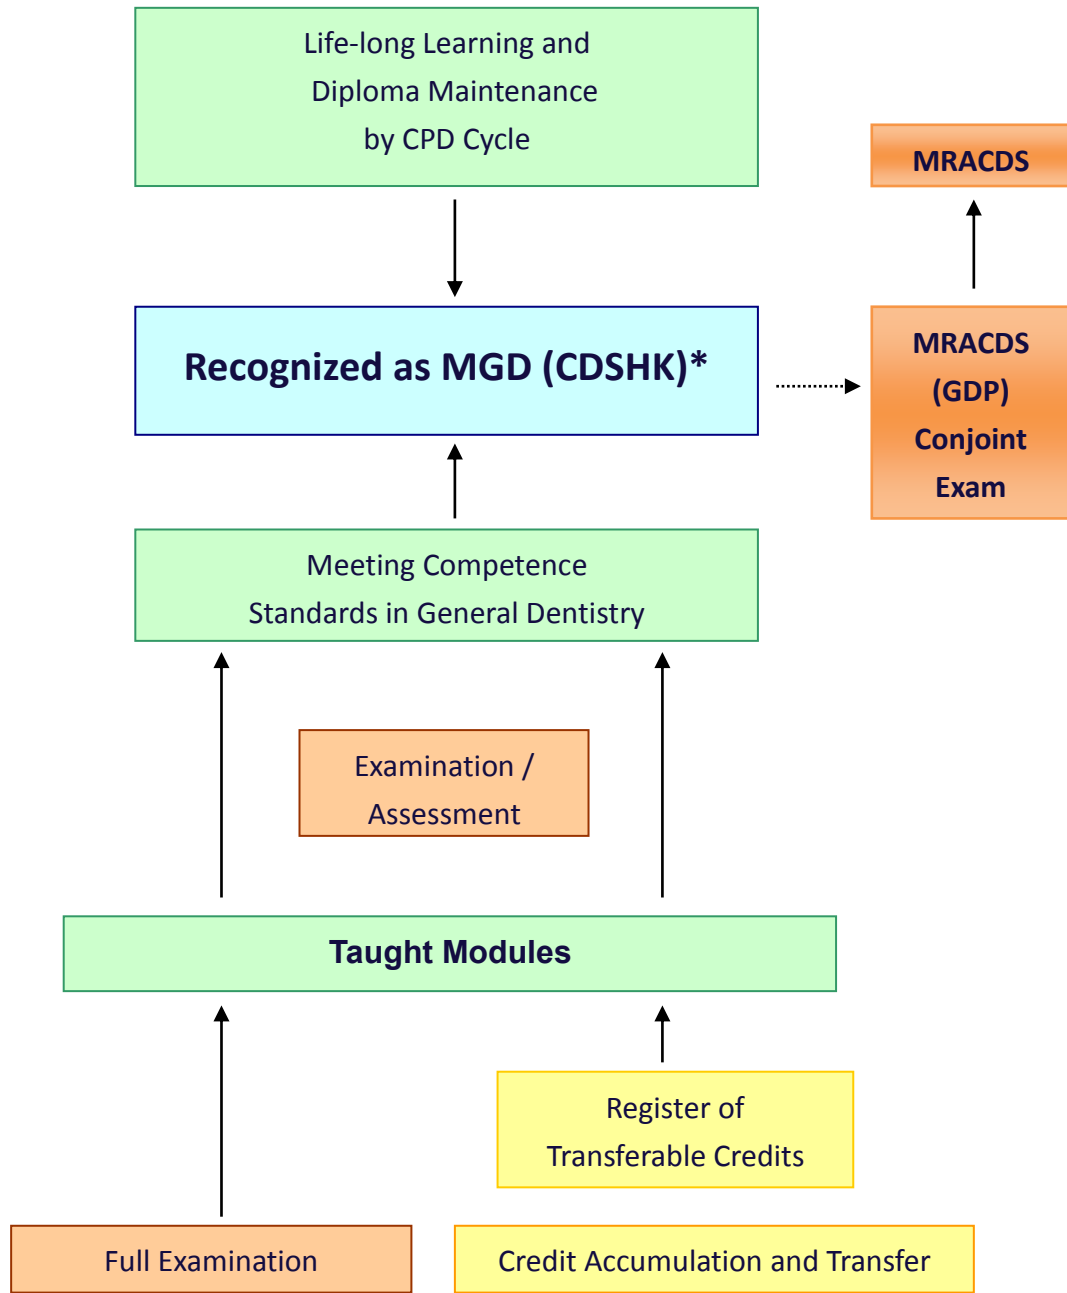 Life-long Learning and
Diploma Maintenance
by CPD Cycle
MRACDS
Recognized as MGD (CDSHK)*
MRACDS
(GDP)
Conjoint
Exam
Meeting Competence
Standards in General Dentistry
Examination /
Assessment
Taught Modules
Register of
Transferable Credits
Full Examination
Credit Accumulation and Transfer